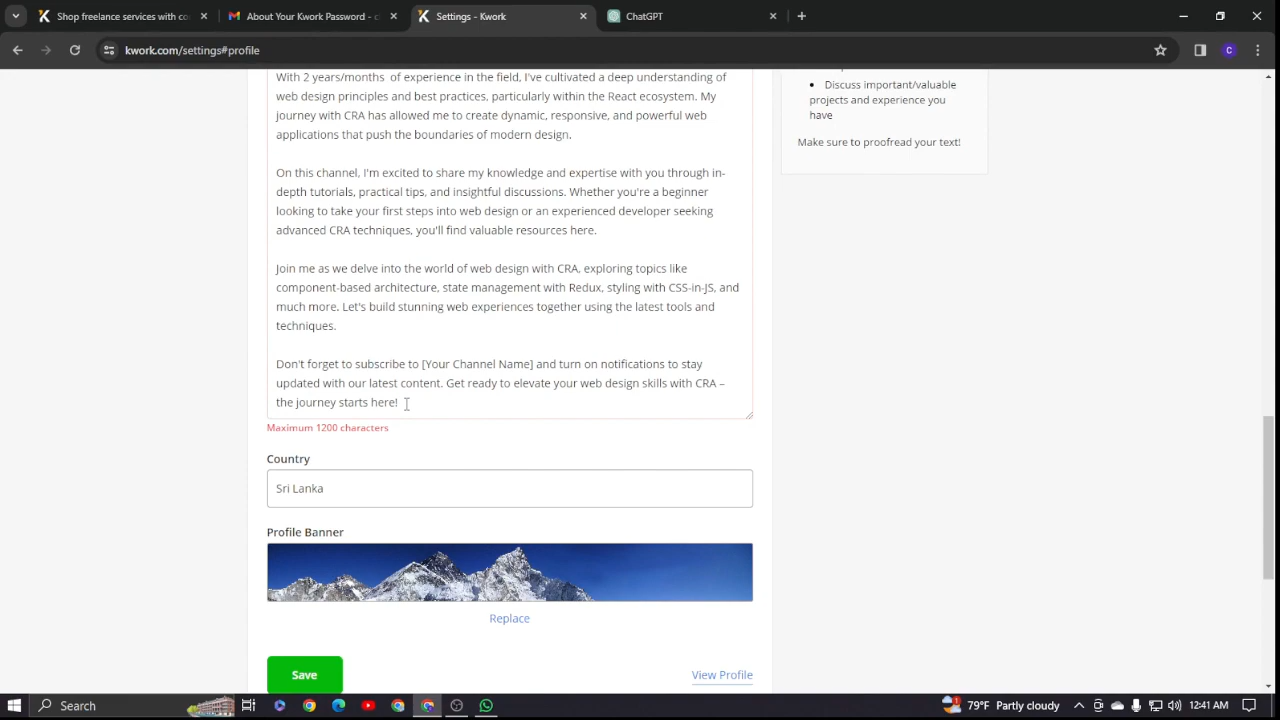 Shop freelance services with co
About Your Kwork Password -
Settings - Kwork
ChatGPT
kwork.com/settings#profile
With 2 years/months of experience in the field, I've cultivated a deep understanding of
web design principles and best practices, particularly within the React ecosystem. My
journey with CRA has allowed me to create dynamic, responsive, and powerful web
applications that push the boundaries of modern design.
On this channel, I'm excited to share my knowledge and expertise with you through in-
depth tutorials, practical tips, and insightful discussions. Whether you're a beginner
looking to take your first steps into web design or an experienced developer seeking
advanced CRA techniques, you'll find valuable resources here.
Join me as we delve into the world of web design with CRA, exploring topics like
component-based architecture, state management with Redux, styling with CSS-in-JS, and
much more. Let's build stunning web experiences together using the latest tools and
techniques.
Don't forget to subscribe to [Your Channel Name] and turn on notifications to stay
updated with our latest content. Get ready to elevate your web design skills with CRA –
the journey starts here!
Maximum 1200 characters
Country
Sri Lanka
Profile Banner
Replace
Save
View Profile
• Discuss important/valuable
projects and experience you
have
Make sure to proofread your text!
Search
79°F Partly cloudy
12:41 AM